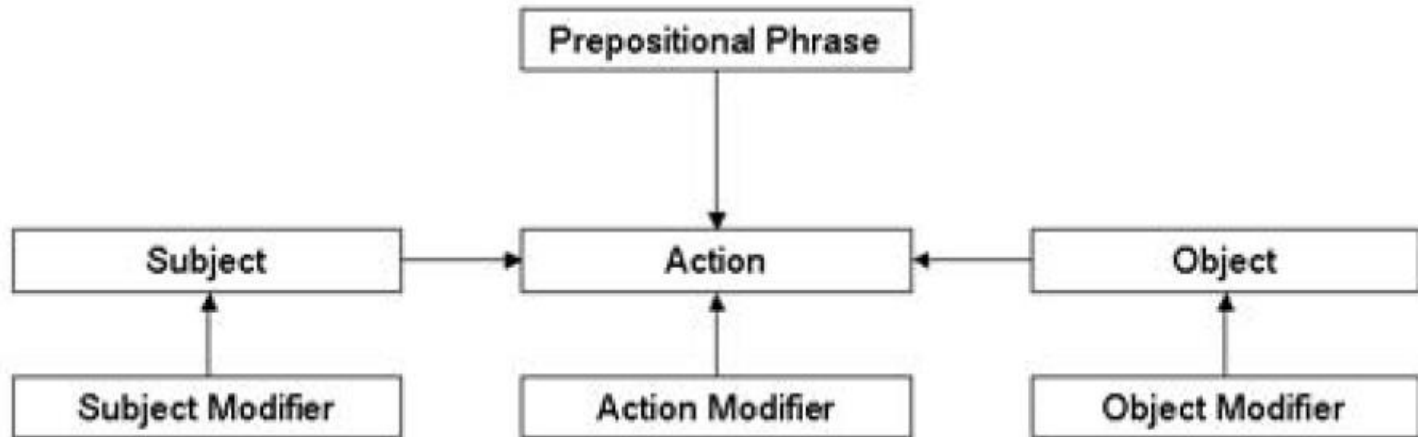 Prepositional Phrase
Subject
Action
Object
Subject Modifier
Action Modifier
Object Modifier